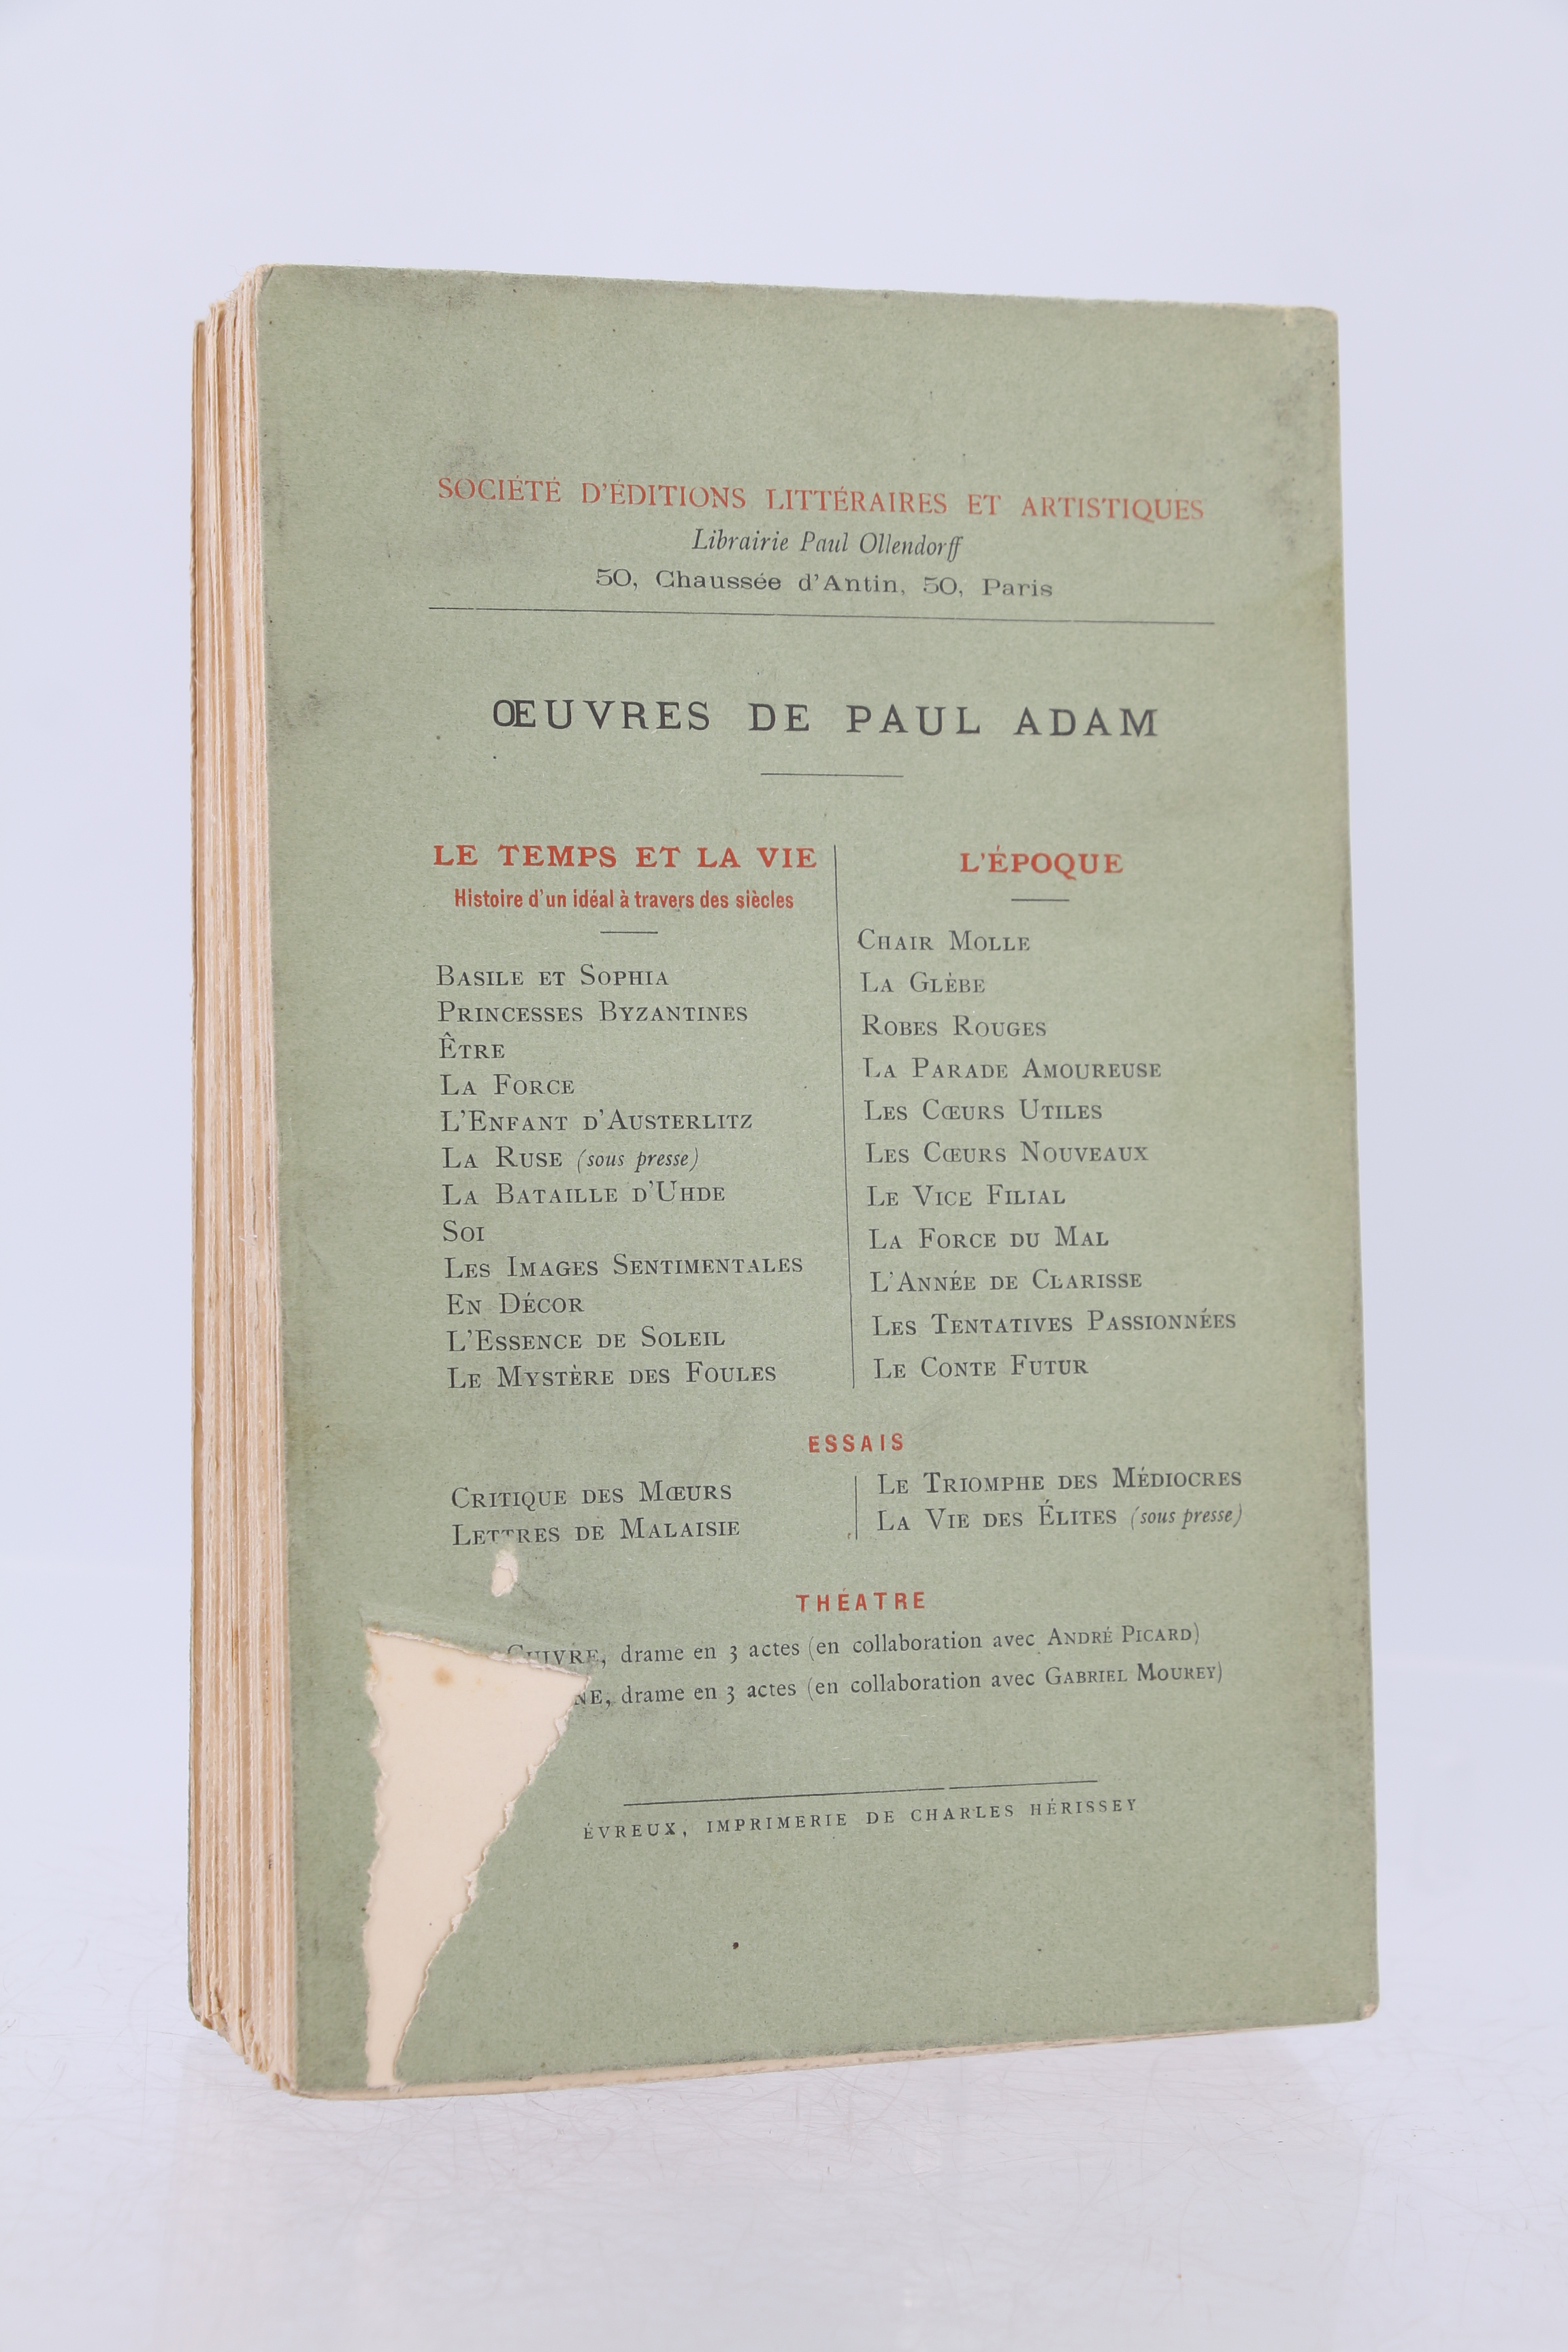 SOCIÉTÉ D'ÉDITIONS LITTÉRAIRES ET ARTISTIQUES
Librairie Paul Ollendorff
50, Chaussée d'Antin, 50, Paris
ŒUVRES DE PAUL ADAM
LE TEMPS ET LA VIE
Histoire d'un idéal à travers des siècles
BASILE ET SOPHIA
PRINCESSES BYZANTINES
ÊTRE
LA FORCE
L'ENFANT D'AUSTERLITZ
LA RUSE (sous presse)
LA BATAILLE D'UHDE
SOI
LES IMAGES SENTIMENTALES
EN DÉCOR
L'ESSENCE DE SOLEIL
LE MYSTÈRE DES FOULES
L'ÉPOQUE
CHAIR MOLLE
LA GLÈBE
ROBES ROUGES
LA PARADE AMOUREUSE
LES CŒURS UTILES
LES CŒURS NOUVEAUX
LE VICE FILIAL
LA FORCE DU MAL
L'ANNÉE DE CLARISSE
LES TENTATIVES PASSIONNÉES
LE CONTE FUTUR
ESSAIS
CRITIQUE DES MŒURS
LETTRES DE MALAISIE
LE TRIOMPHE DES MÉDIOCRES
LA VIE DES ÉLITES (sous presse)
THÉATRE
CUIVRE, drame en 3 actes (en collaboration avec ANDRÉ PICARD)
drame en 3 actes (en collaboration avec GABRIEL MOUREY)
ÉVREUX, IMPRIMERIE DE CHARLES HÉRISSEY